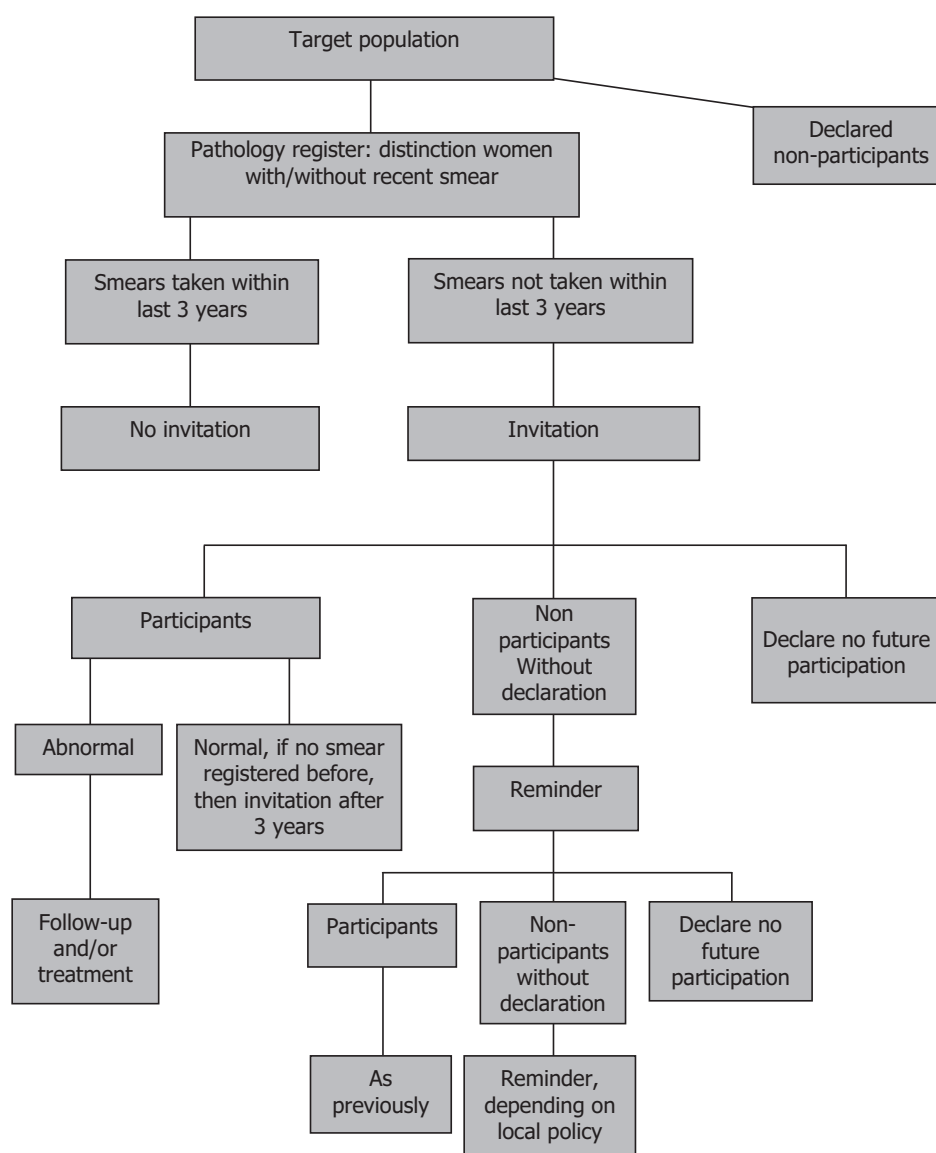 Target population
Declared
non-participants
Pathology register: distinction women
with/without recent smear
Smears taken within
last 3 years
Smears not taken within
last 3 years
No invitation
Invitation
Participants
Non
participants
Without
declaration
Declare no future
participation
Abnormal
Normal, if no smear
registered before,
then invitation after
3 years
Reminder
Follow-up
and/or
treatment
Participants
Non-
participants
without
declaration
Declare no
future
participation
As
previously
Reminder,
depending on
local policy